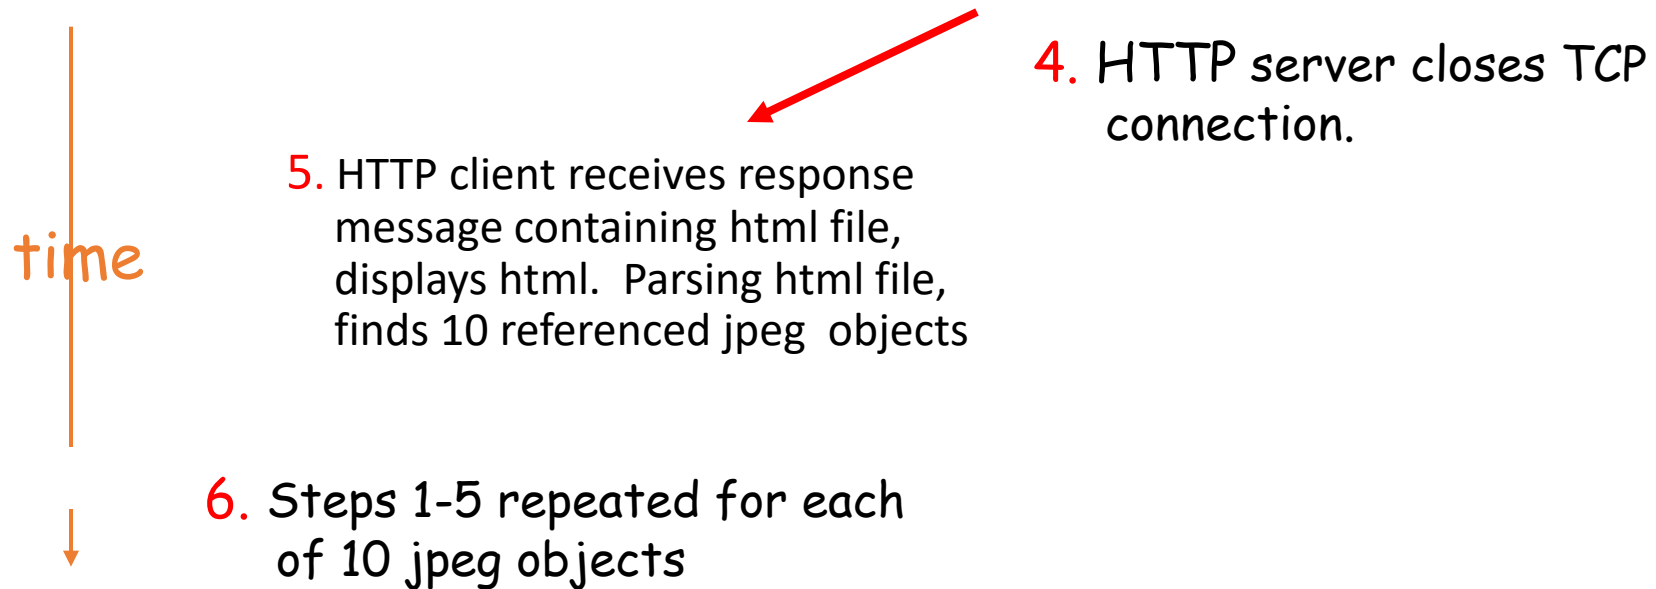 4. HTTP server closes TCP
connection.
5. HTTP client receives response
message containing html file,
displays html.  Parsing html file,
finds 10 referenced jpeg  objects
time
6. Steps 1-5 repeated for each
of 10 jpeg objects